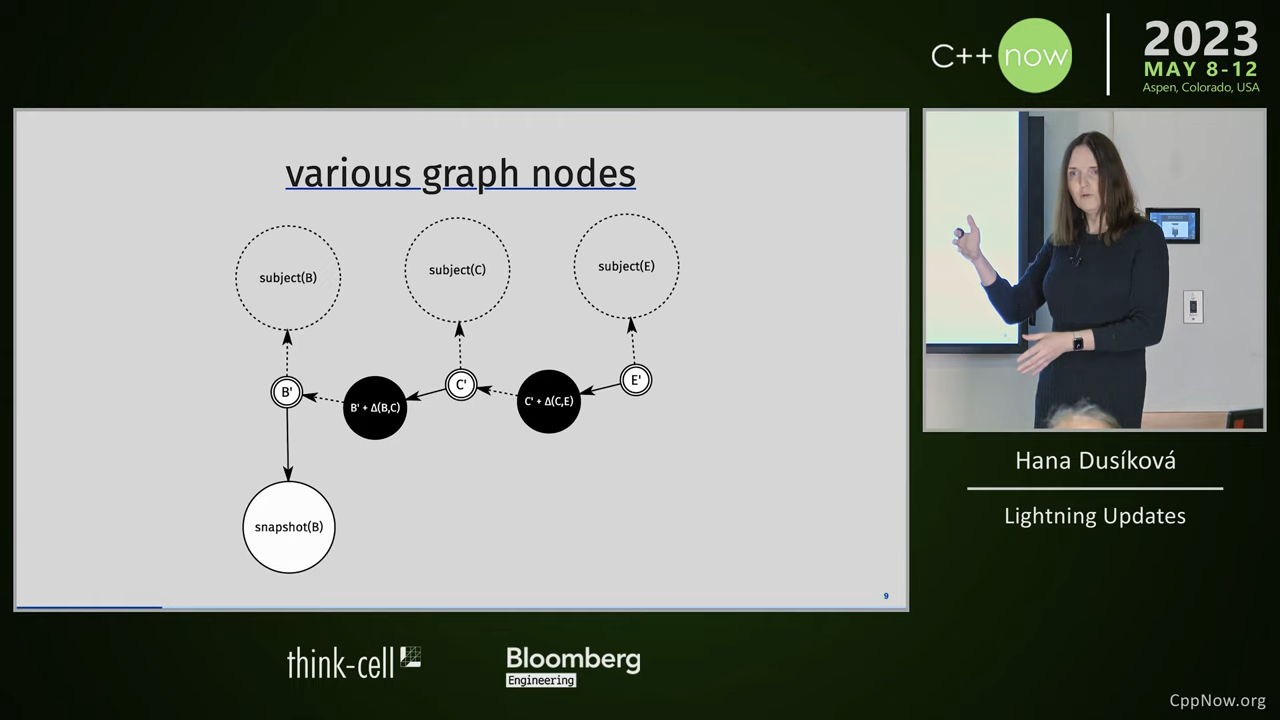 C++ now
2023
MAY 8-12
Aspen, Colorado, USA
various graph nodes
subject(B)
subject(C)
subject(E)
B'
B' + Δ(B,C)
C'
C' + Δ(C,E)
E'
snapshot(B)
9
Hana Dusíková
Lightning Updates
think-cell
Bloomberg
Engineering
CppNow.org